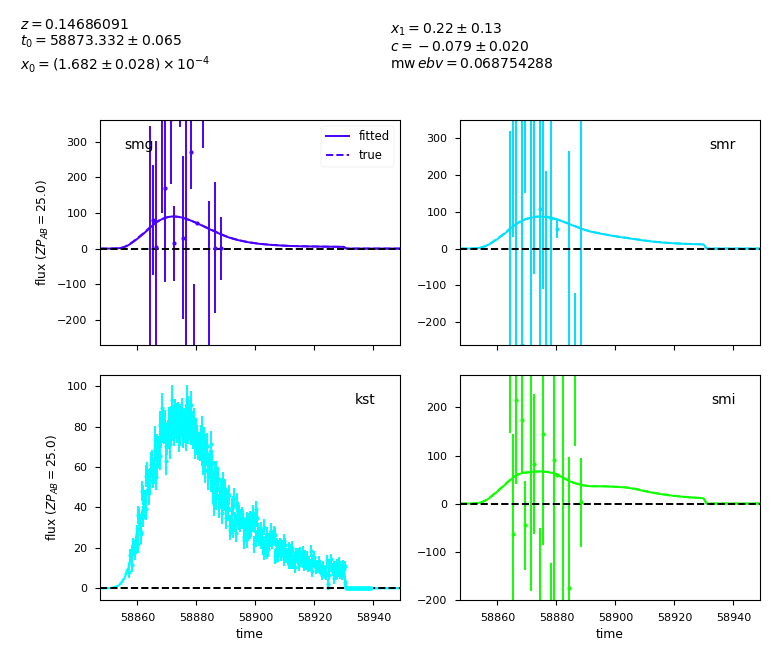 z = 0.14686091
t₀ = 58873.332 ± 0.065
x₀ = (1.682 ± 0.028) × 10⁻⁴
x₁ = 0.22 ± 0.13
c = −0.079 ± 0.020
mw ebv = 0.068754288
smg
fitted
true
300
200
100
0
−100
−200
flux (ZP_AB = 25.0)
smr
300
200
100
0
−100
−200
kst
100
80
60
40
20
0
flux (ZP_AB = 25.0)
58860 58880 58900 58920 58940
time
smi
200
100
0
−100
−200
58860 58880 58900 58920 58940
time